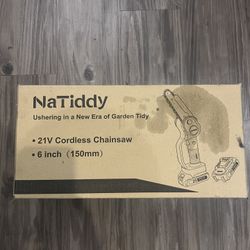 NaTiddy
Ushering in a New Era of Garden Tidy
• 21V Cordless Chainsaw
• 6 inch（150mm）